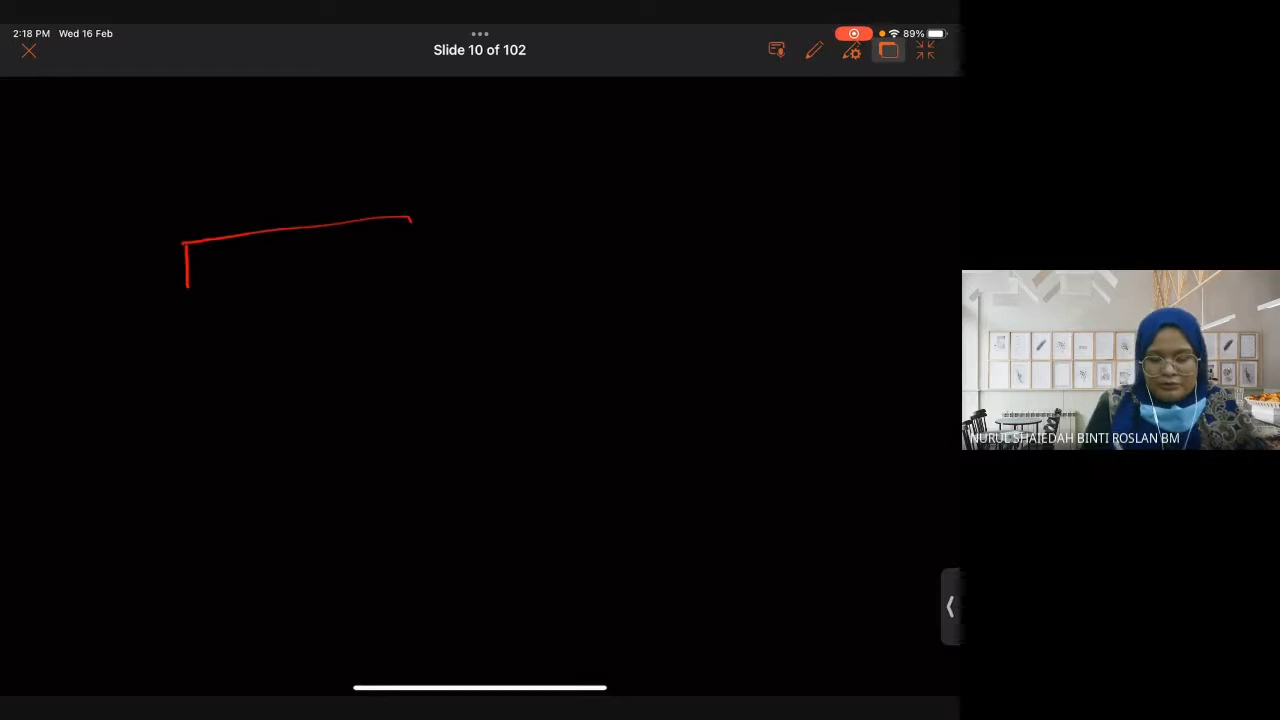 2:18 PM Wed 16 Feb
89%
Slide 10 of 102
NURUL SHAIEDAH BINTI ROSLAN BM